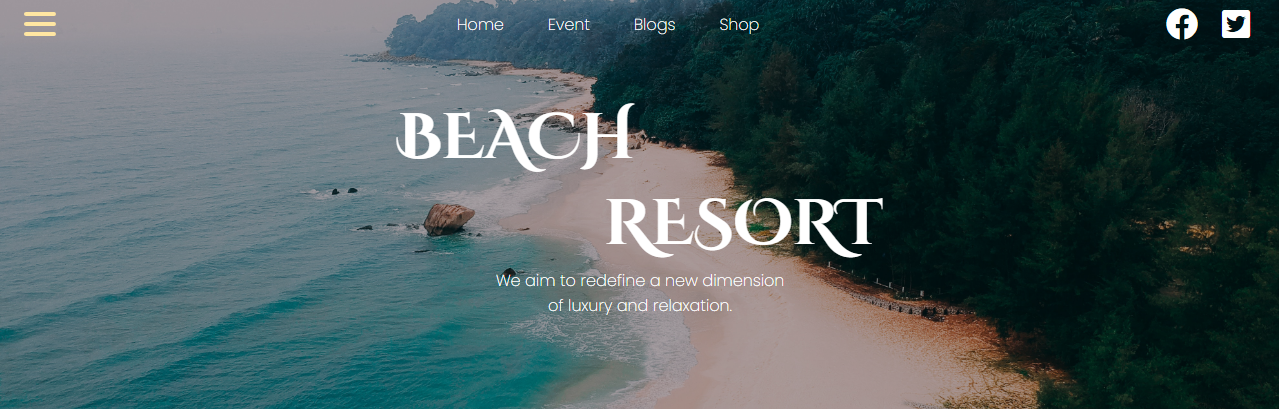 Home Event Blogs Shop
BEACH
RESORT
We aim to redefine a new dimension
of luxury and relaxation.